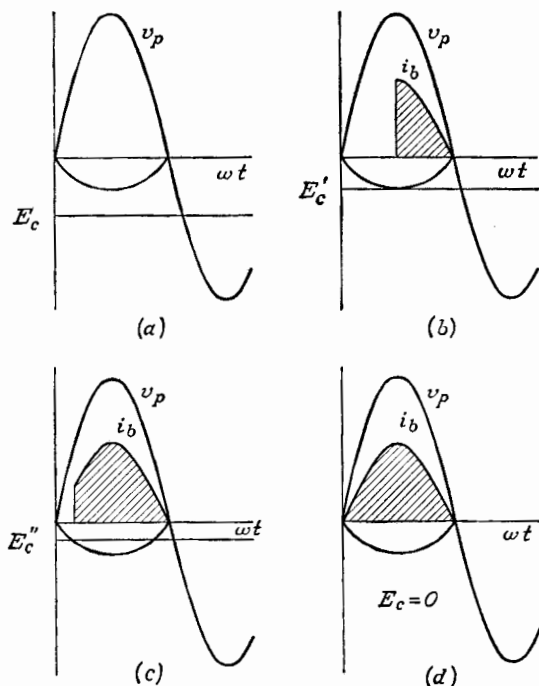 v_p
ωt
E_c
(a)
v_p
i_b
ωt
E_c'
(b)
v_p
i_b
ωt
E_c"
(c)
v_p
i_b
ωt
E_c=0
(d)